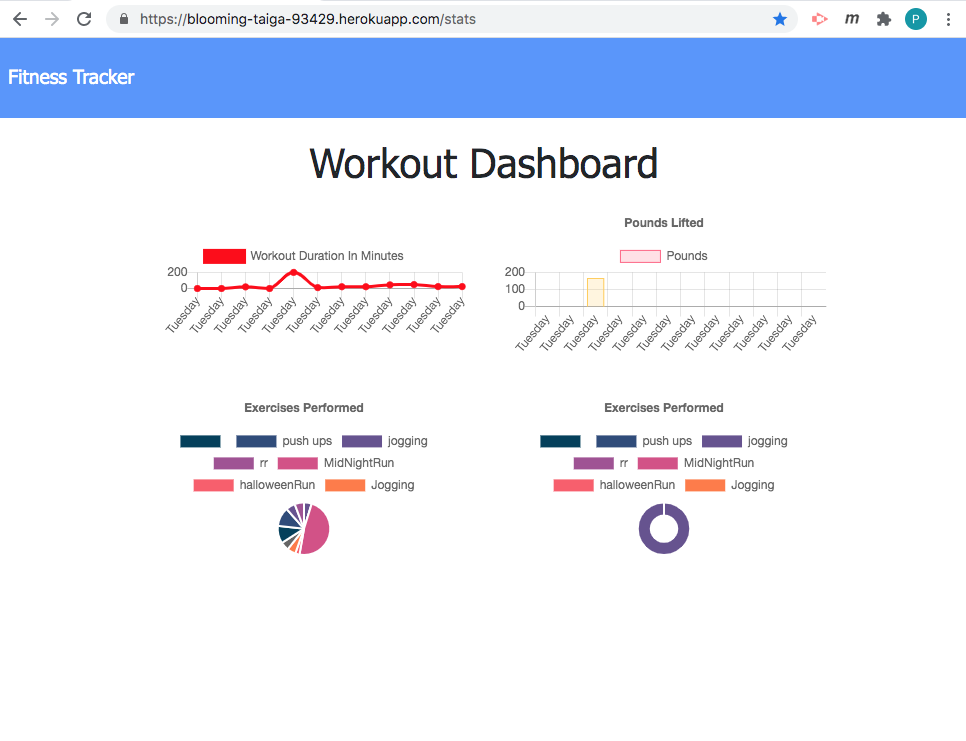 https://blooming-taiga-93429.herokuapp.com/stats
m
P
Fitness Tracker
Workout Dashboard
Workout Duration In Minutes
200
0
Tuesday Tuesday Tuesday Tuesday Tuesday Tuesday Tuesday Tuesday Tuesday Tuesday Tuesday Tuesday
Pounds Lifted
Pounds
200
100
0
Tuesday Tuesday Tuesday Tuesday Tuesday Tuesday Tuesday Tuesday Tuesday Tuesday Tuesday Tuesday
Exercises Performed
push ups jogging
rr MidNightRun
halloweenRun Jogging
Exercises Performed
push ups jogging
rr MidNightRun
halloweenRun Jogging